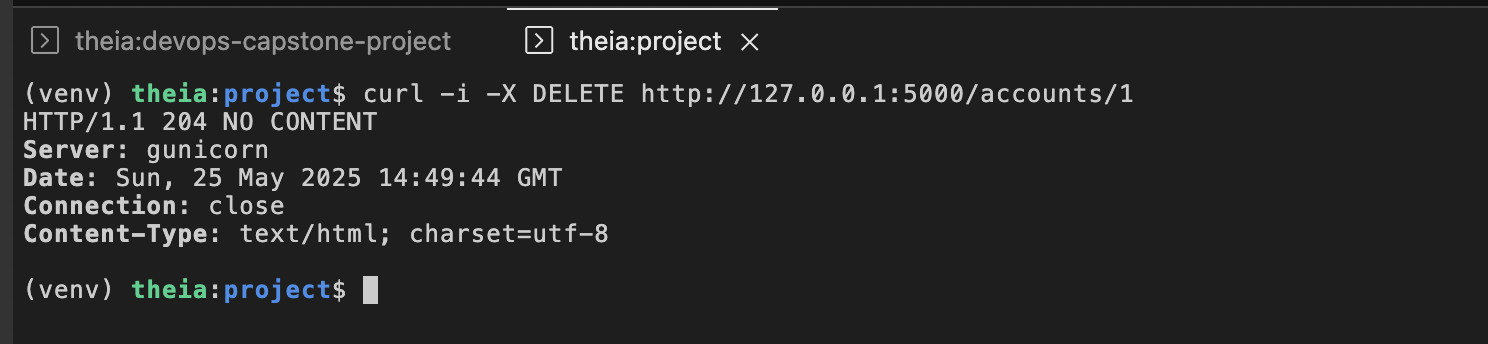 theia:devops-capstone-project theia:project
(venv) theia:project$ curl -i -X DELETE http://127.0.0.1:5000/accounts/1
HTTP/1.1 204 NO CONTENT
Server: gunicorn
Date: Sun, 25 May 2025 14:49:44 GMT
Connection: close
Content-Type: text/html; charset=utf-8
(venv) theia:project$